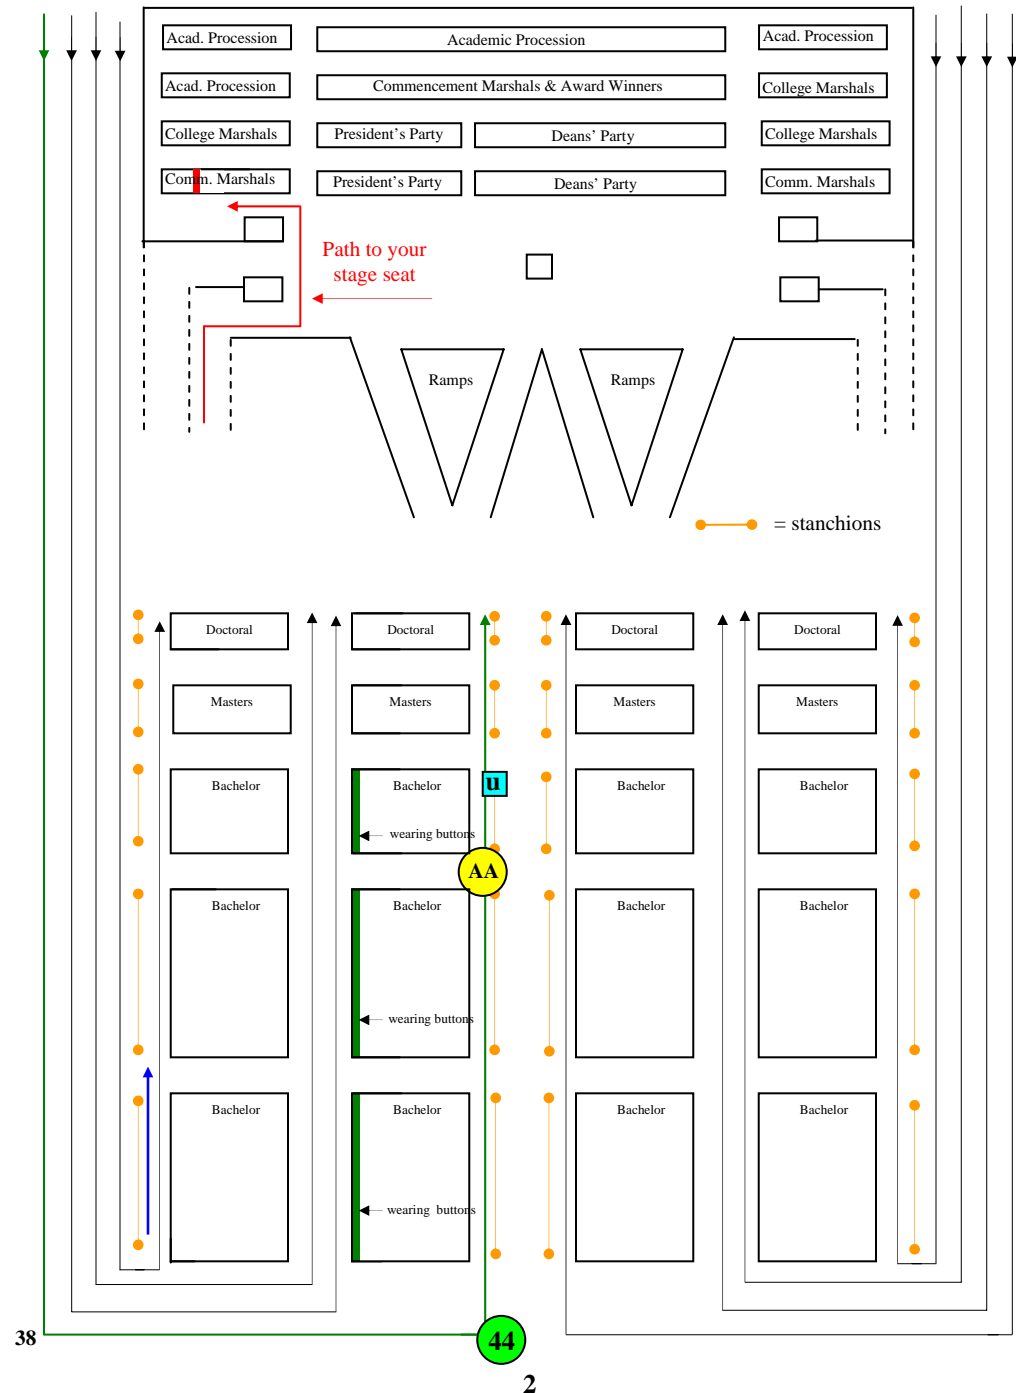 Acad. Procession
Academic Procession
Acad. Procession
Acad. Procession
Commencement Marshals & Award Winners
College Marshals
College Marshals
President's Party
Deans' Party
College Marshals
Comm. Marshals
President's Party
Deans' Party
Comm. Marshals
Path to your
stage seat
Ramps
Ramps
= stanchions
Doctoral
Doctoral
Doctoral
Doctoral
Masters
Masters
Masters
Masters
Bachelor
Bachelor
u
Bachelor
Bachelor
wearing buttons
AA
Bachelor
Bachelor
Bachelor
Bachelor
wearing buttons
Bachelor
Bachelor
Bachelor
Bachelor
wearing buttons
38
44
2